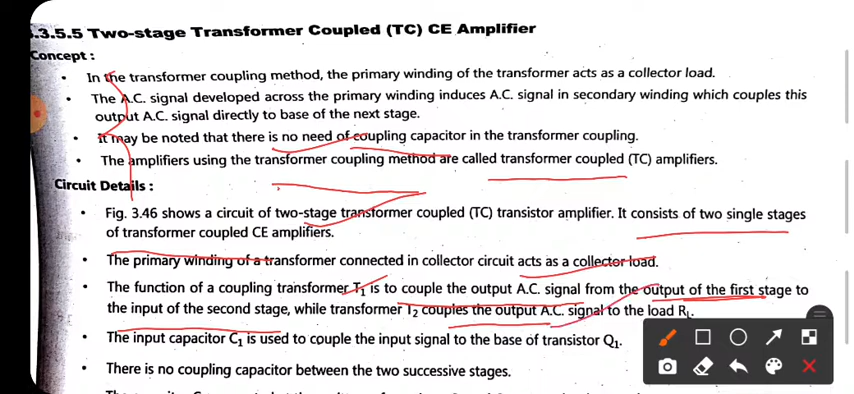 .3.5.5 Two-stage Transformer Coupled (TC) CE Amplifier
Concept :
• In the transformer coupling method, the primary winding of the transformer acts as a collector load.
• The A.C. signal developed across the primary winding induces A.C. signal in secondary winding which couples this
output A.C. signal directly to base of the next stage.
• It may be noted that there is no need of coupling capacitor in the transformer coupling.
• The amplifiers using the transformer coupling method are called transformer coupled (TC) amplifiers.
Circuit Details :
• Fig. 3.46 shows a circuit of two-stage transformer coupled (TC) transistor amplifier. It consists of two single stages
of transformer coupled CE amplifiers.
• The primary winding of a transformer connected in collector circuit acts as a collector load.
• The function of a coupling transformer T₁ is to couple the output A.C. signal from the output of the first stage to
the input of the second stage, while transformer T₂ couples the output A.C. signal to the load R_L.
• The input capacitor C₁ is used to couple the input signal to the base of transistor Q₁.
• There is no coupling capacitor between the two successive stages.